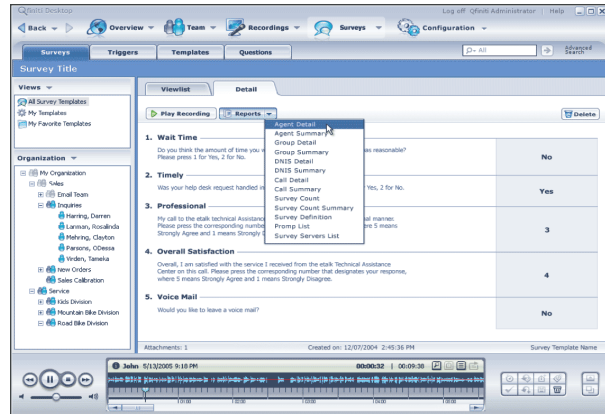 Qfiniti Desktop
Log off Qfiniti Administrator | Help
Back
Overview
Team
Recordings
Surveys
Configuration
Surveys
Triggers
Templates
Questions
All
Advanced Search
Survey Title
Views
All Survey Templates
My Templates
My Favorite Templates
Organization
My Organization
Sales
Email Team
Inquiries
Harring, Darren
Lanman, Rosalinda
Mehring, Clayton
Parsons, ODessa
Virden, Tameka
New Orders
Sales Calibration
Service
Kids Division
Mountain Bike Division
Road Bike Division
Viewlist
Detail
Play Recording
Reports
Delete
Agent Detail
Agent Summary
Group Detail
Group Summary
DNIS Detail
DNIS Summary
Call Detail
Call Summary
Survey Count
Survey Count Summary
Survey Definition
Promp List
Survey Servers List
1. Wait Time
Do you think the amount of time you w as reasonable?
Please press 1 for Yes, 2 for No.
No
2. Timely
Was your help desk request handled in Yes, 2 for No.
Yes
3. Professional
My call to the etalk technical Assistance al manner.
Please press the corresponding number ere 5 means
Strongly Agree and 1 means Strongly D
3
4. Overall Satisfaction
Overall, I am satisfied with the service I received from the etalk Technical Assistance
Center on this call. Please press the corresponding number that designates your response,
where 5 means Strongly Agree and 1 means Strongly Disagree.
4
5. Voice Mail
Would you like to leave a voice mail?
No
Attachments: 1
Created on: 12/07/2004 2:45:36 PM
Survey Template Name
John 5/13/2005 9:18 PM
00:00:32 | 00:09:38